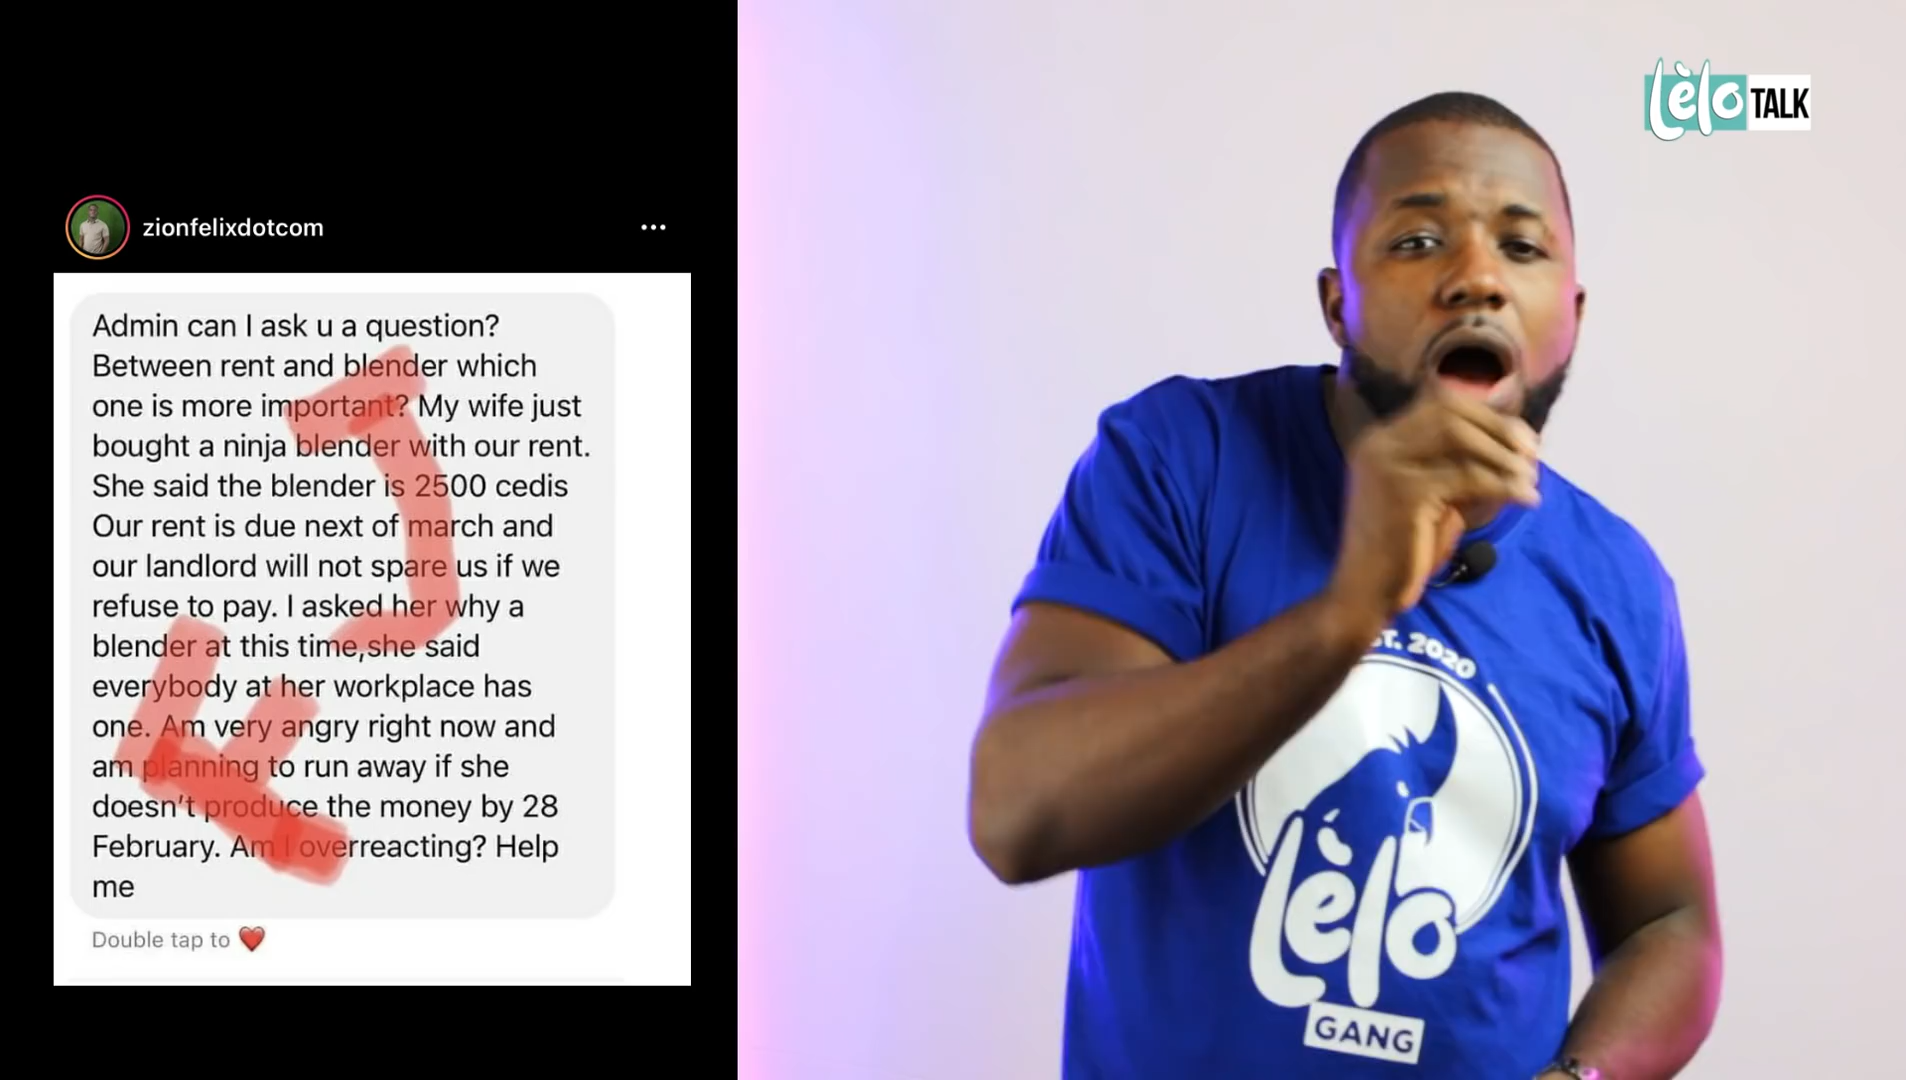 zionfelixdotcom
Admin can I ask u a question?
Between rent and blender which
one is more important? My wife just
bought a ninja blender with our rent.
She said the blender is 2500 cedis
Our rent is due next of march and
our landlord will not spare us if we
refuse to pay. I asked her why a
blender at this time,she said
everybody at her workplace has
one. Am very angry right now and
am planning to run away if she
doesn't produce the money by 28
February. Am I overreacting? Help
me
Double tap to ❤️
Lèlo TALK
2020
Lèlo
GANG